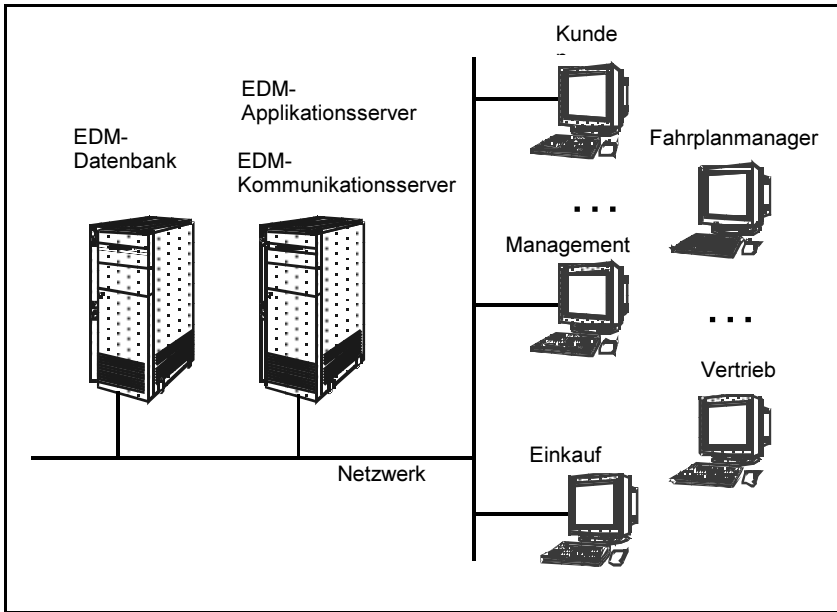 Kunde
EDM-
Applikationsserver
EDM-
Datenbank
EDM-
Kommunikationsserver
Fahrplanmanager
...
Management
...
Vertrieb
Einkauf
Netzwerk